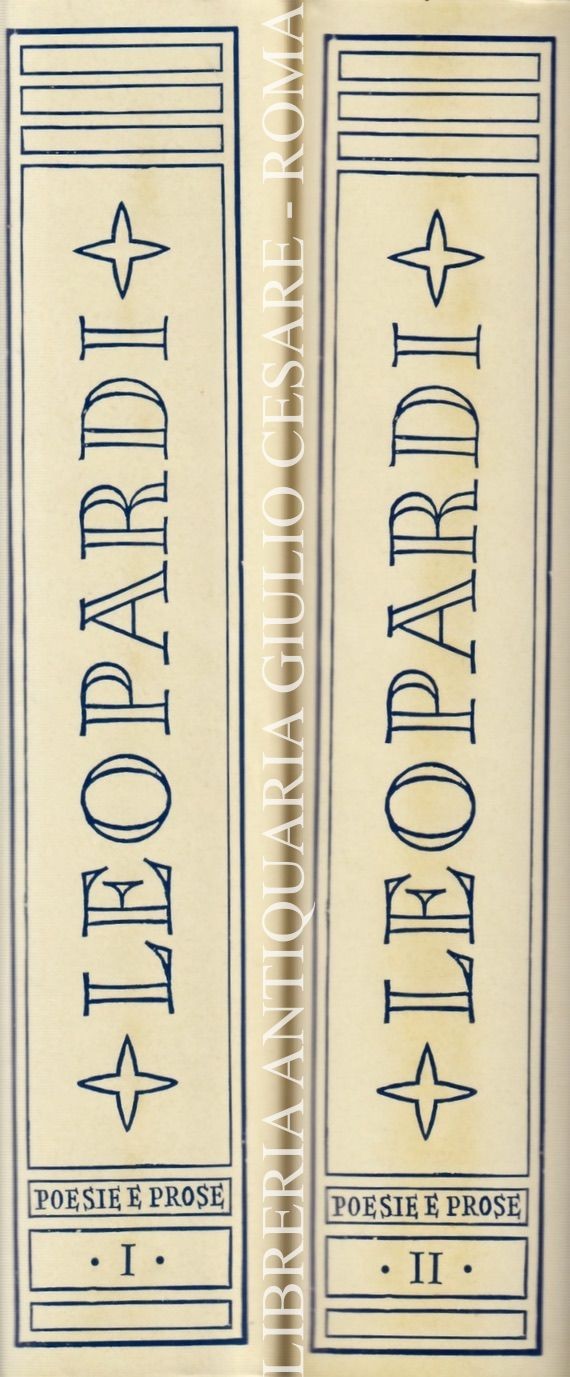 LEOPARDI
POESIE E PROSE
· I ·
LIBRERIA ANTIQUARIA GIULIO CESARE - ROMA
LEOPARDI
POESIE E PROSE
· II ·